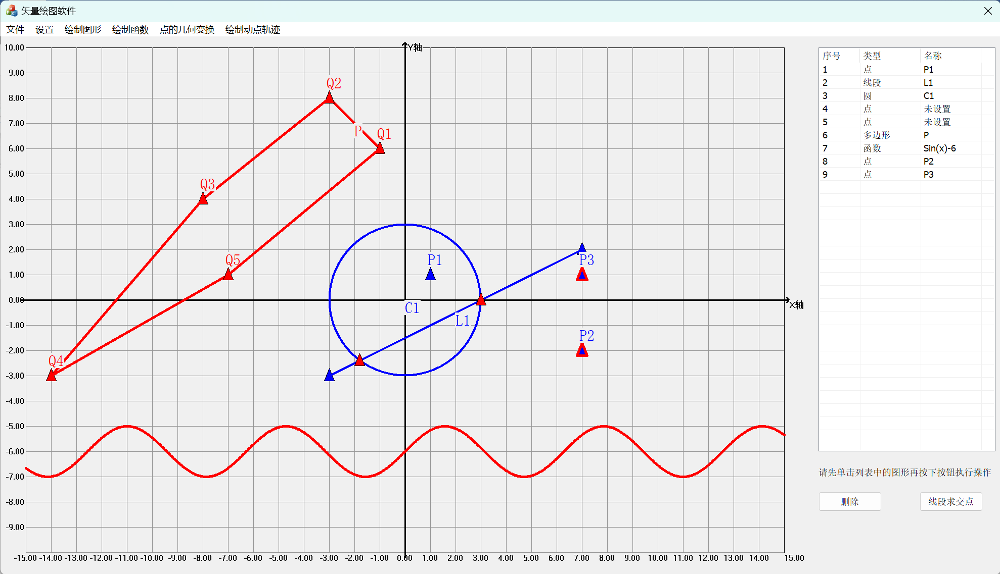 矢量绘图软件
文件 设置 绘制图形 绘制函数 点的几何变换 绘制动点轨迹
Y轴
10.00
9.00
8.00
7.00
6.00
5.00
4.00
3.00
2.00
1.00
0.00
-1.00
-2.00
-3.00
-4.00
-5.00
-6.00
-7.00
-8.00
-9.00
-15.00 -14.00 -13.00 -12.00 -11.00 -10.00 -9.00 -8.00 -7.00 -6.00 -5.00 -4.00 -3.00 -2.00 -1.00 0.00 1.00 2.00 3.00 4.00 5.00 6.00 7.00 8.00 9.00 10.00 11.00 12.00 13.00 14.00 15.00
X轴
Q2
P
Q1
Q3
Q5
Q4
P1
P3
C1
L1
P2
序号 类型 名称
1 点 P1
2 线段 L1
3 圆 C1
4 点 未设置
5 点 未设置
6 多边形 P
7 函数 Sin(x)-6
8 点 P2
9 点 P3
请先单击列表中的图形再按下按钮执行操作
删除 线段求交点